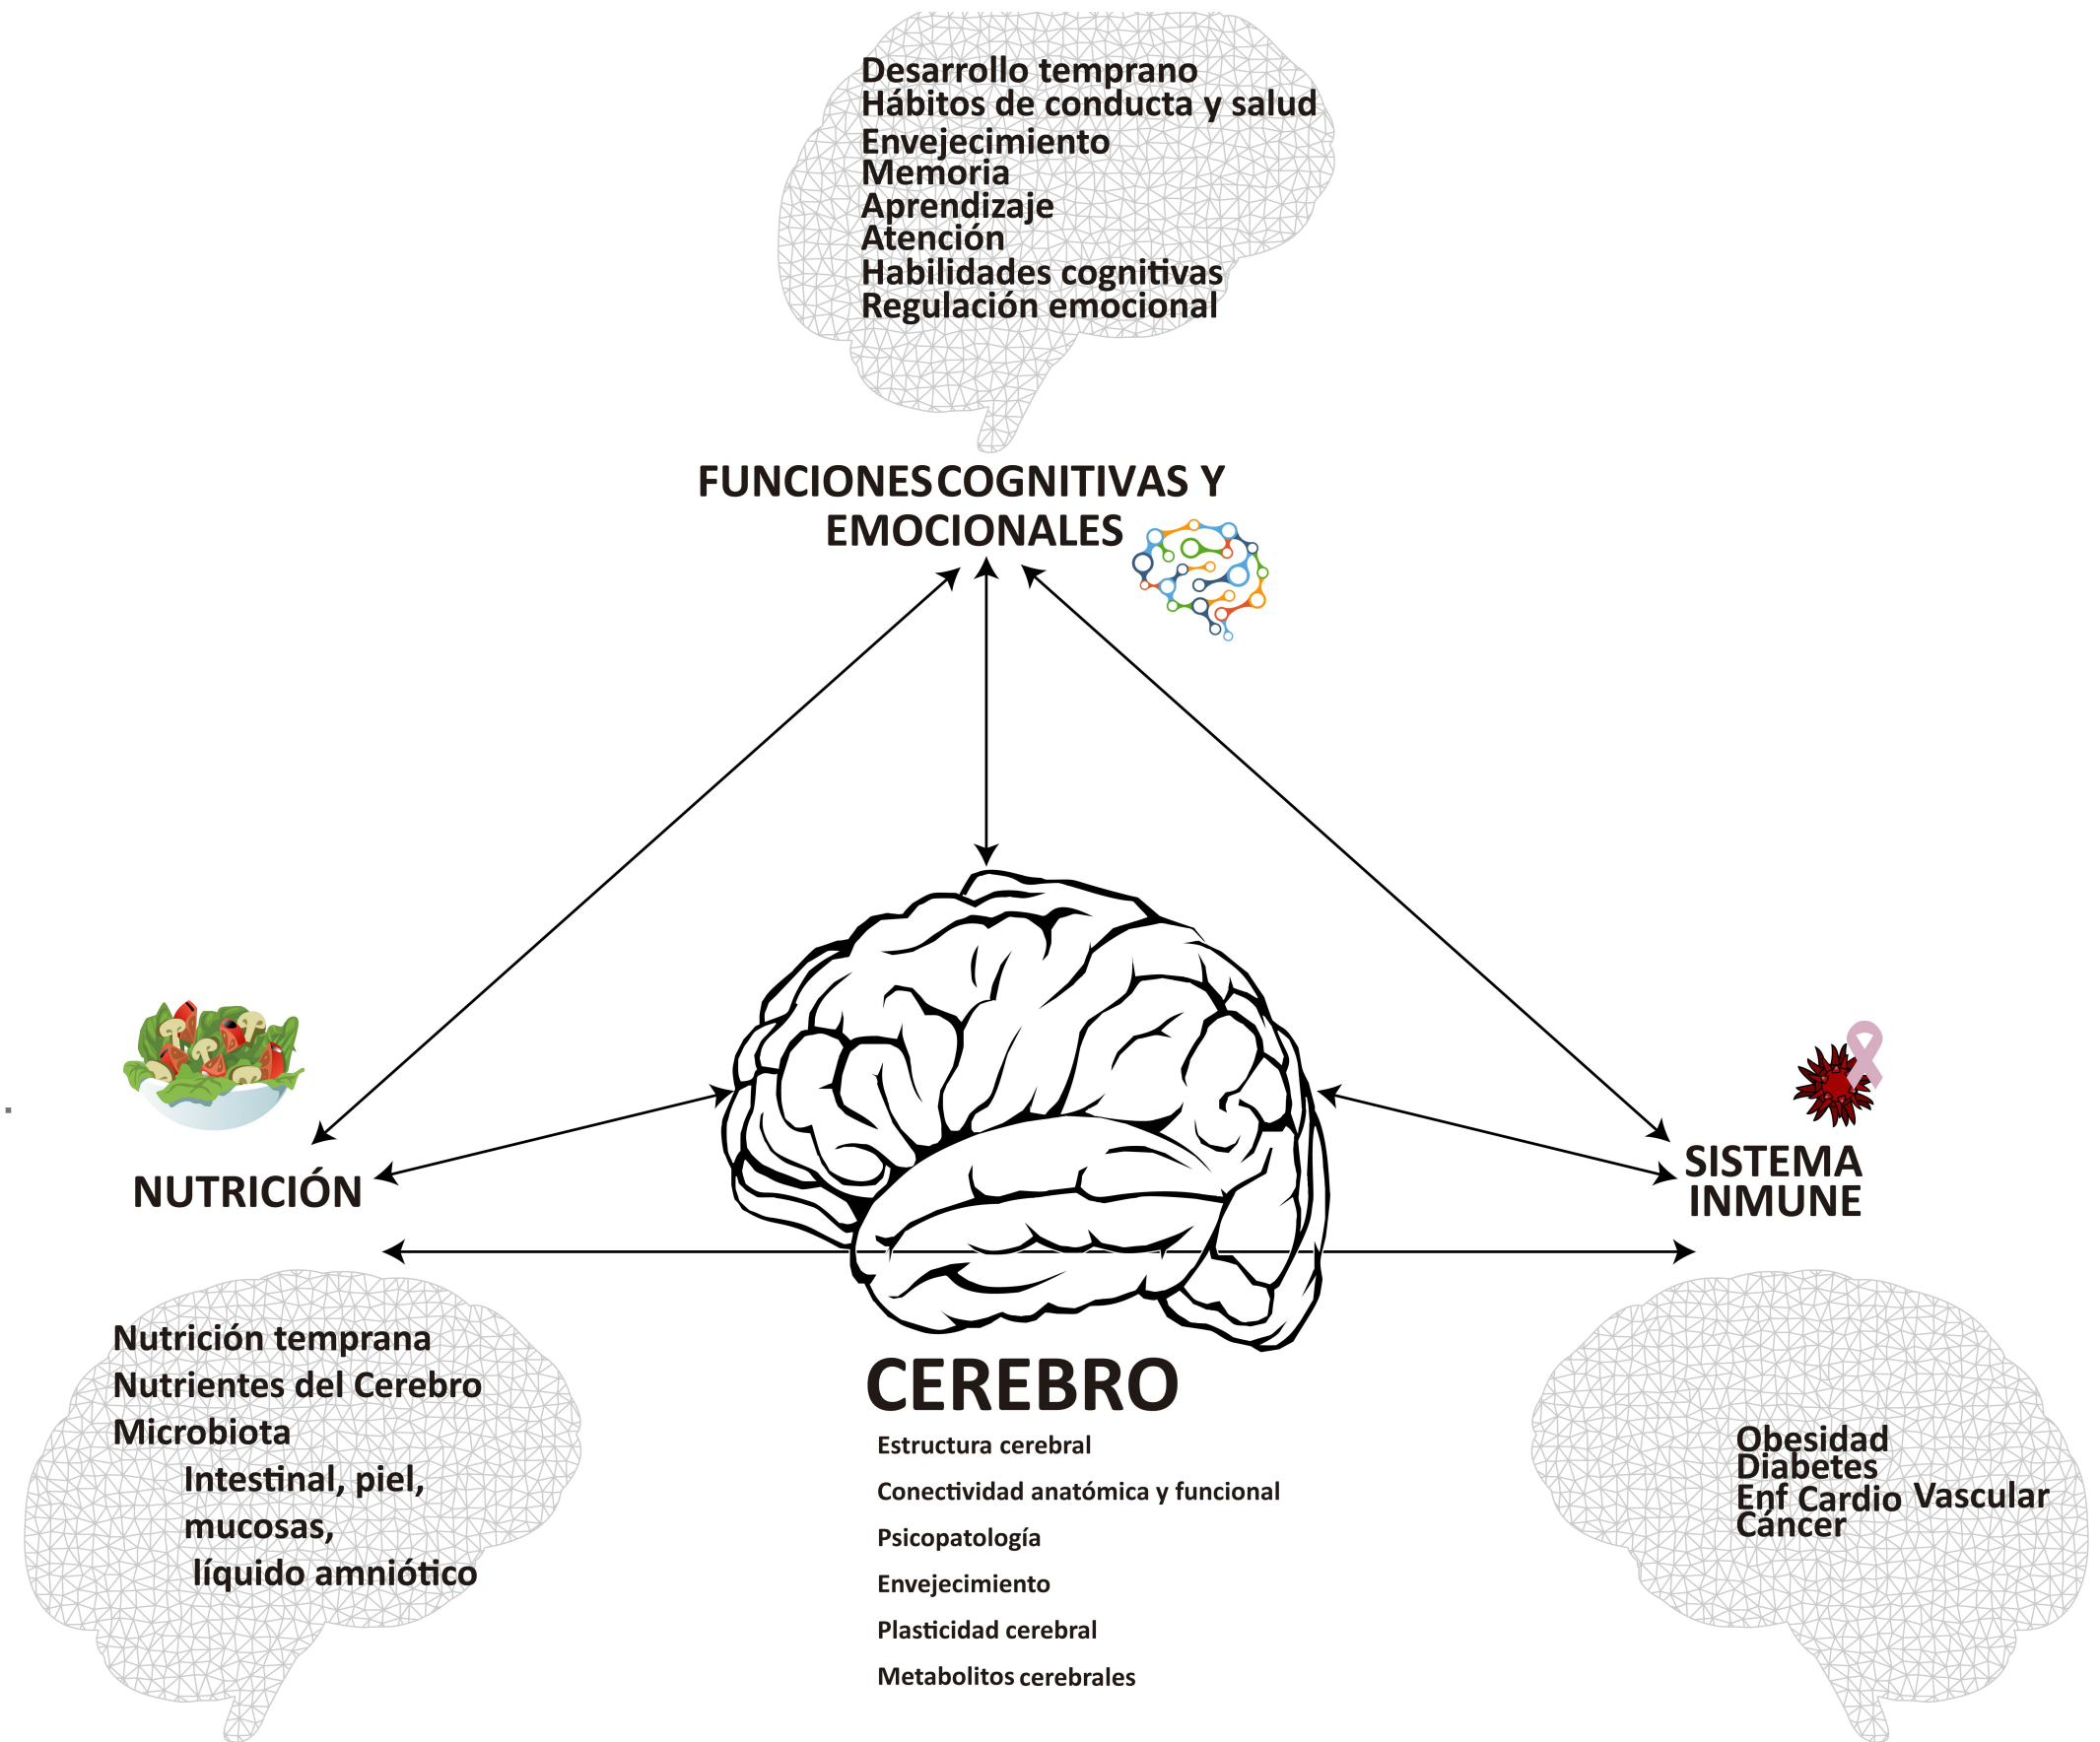 Desarrollo temprano
Hábitos de conducta y salud
Envejecimiento
Memoria
Aprendizaje
Atención
Habilidades cognitivas
Regulación emocional
FUNCIONES COGNITIVAS Y
EMOCIONALES
NUTRICIÓN
Nutrición temprana
Nutrientes del Cerebro
Microbiota
Intestinal, piel,
mucosas,
líquido amniótico
CEREBRO
Estructura cerebral
Conectividad anatómica y funcional
Psicopatología
Envejecimiento
Plasticidad cerebral
Metabolitos cerebrales
SISTEMA
INMUNE
Obesidad
Diabetes
Enf Cardio Vascular
Cáncer